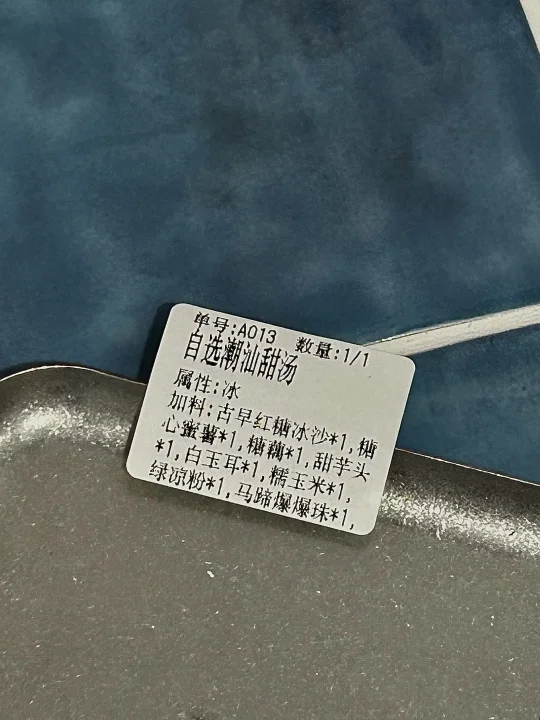 单号:A013 数量:1/1
自选潮汕甜汤
属性:冰
加料:古早红糖冰沙*1,糖
心蜜薯*1,糖藕*1,甜芋头
*1,白玉耳*1,糯玉米*1,
绿凉粉*1,马蹄爆爆珠*1,